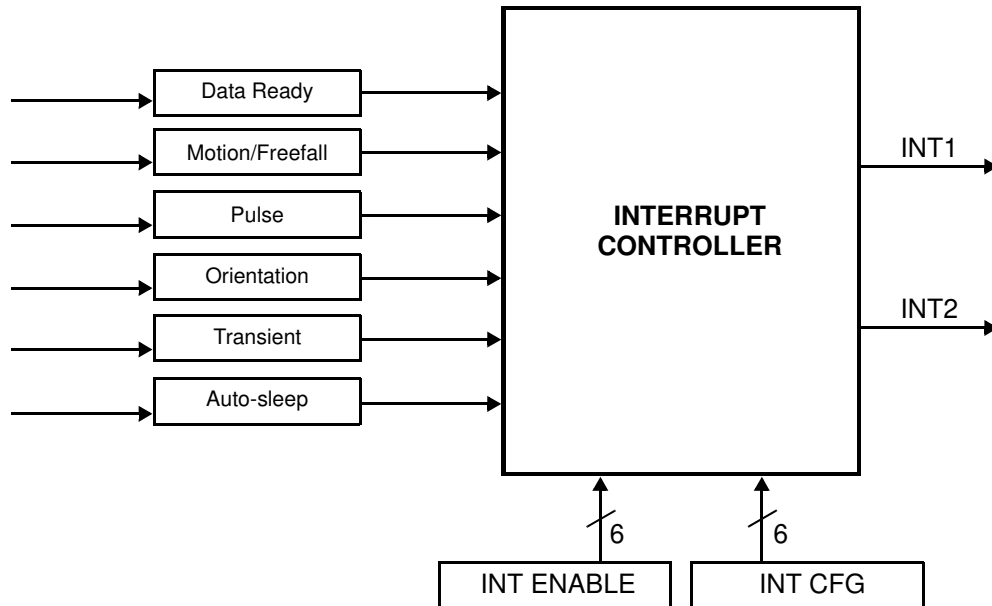 Data Ready
Motion/Freefall
Pulse
Orientation
Transient
Auto-sleep
INTERRUPT
CONTROLLER
INT1
INT2
6
6
INT ENABLE
INT CFG